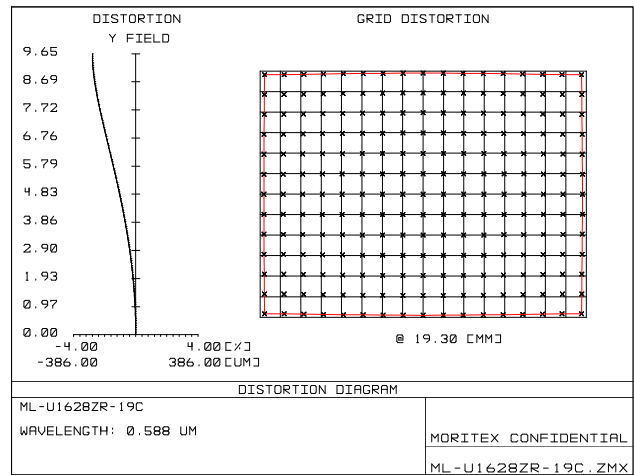 DISTORTION
Y FIELD
9.65
8.69
7.72
6.76
5.79
4.83
3.86
2.90
1.93
0.97
0.00
-4.00 4.00[%]
-386.00 386.00[UM]
GRID DISTORTION
@ 19.30 [MM]
DISTORTION DIAGRAM
ML-U1628ZR-19C
WAVELENGTH: 0.588 UM
MORITEX CONFIDENTIAL
ML-U1628ZR-19C.ZMX